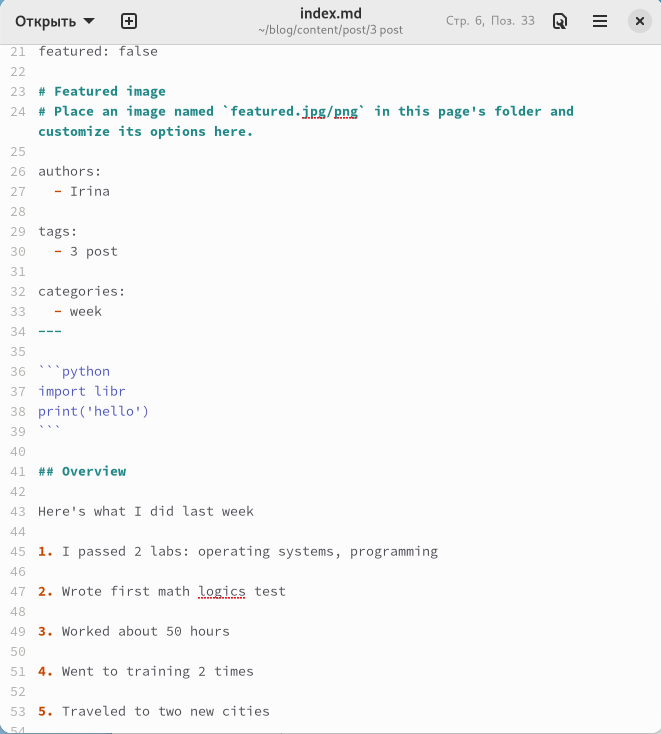 Открыть
index.md
~/blog/content/post/3 post
Стр. 6, Поз. 33
21 featured: false
22
23 # Featured image
24 # Place an image named `featured.jpg/png` in this page's folder and
customize its options here.
25
26 authors:
27   - Irina
28
29 tags:
30   - 3 post
31
32 categories:
33   - week
34 ---
35
36 ```python
37 import libr
38 print('hello')
39 ```
40
41 ## Overview
42
43 Here's what I did last week
44
45 1. I passed 2 labs: operating systems, programming
46
47 2. Wrote first math logics test
48
49 3. Worked about 50 hours
50
51 4. Went to training 2 times
52
53 5. Traveled to two new cities
54